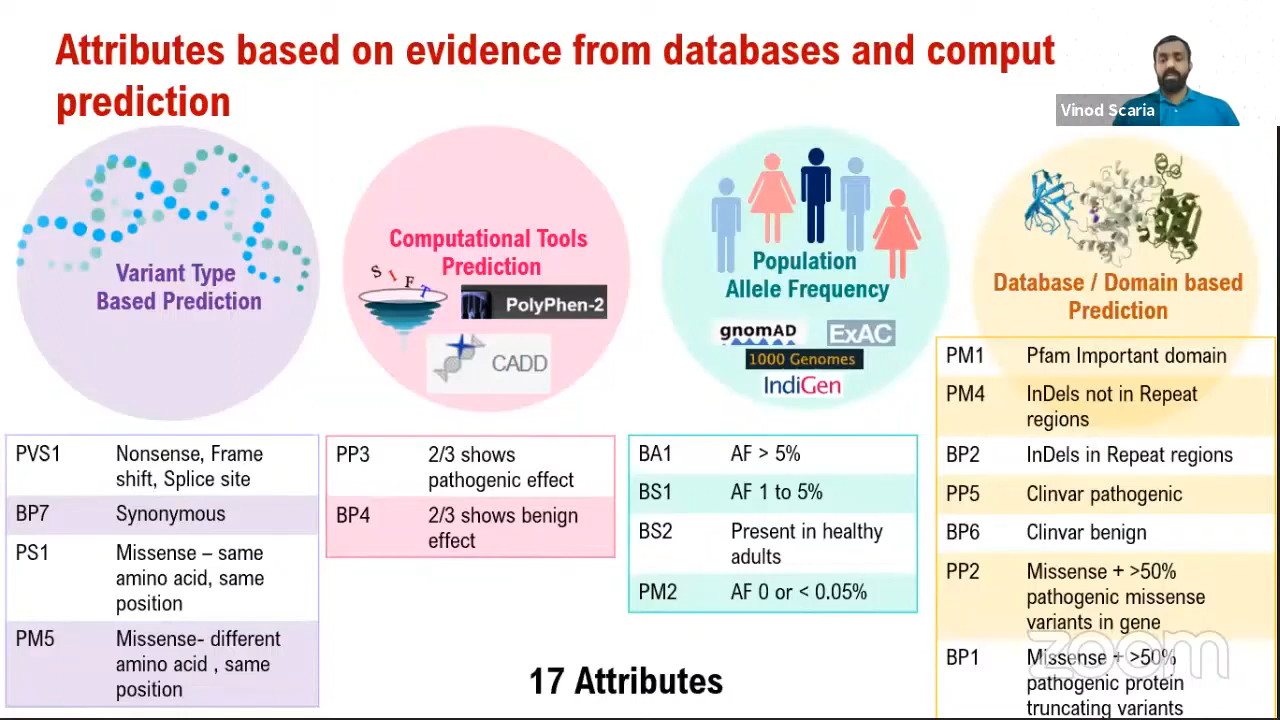 Attributes based on evidence from databases and comput
prediction
Vinod Scaria
Variant Type
Based Prediction
PVS1 Nonsense, Frame
shift, Splice site
BP7 Synonymous
PS1 Missense – same
amino acid, same
position
PM5 Missense- different
amino acid , same
position
Computational Tools
Prediction
SIFT
PolyPhen-2
CADD
PP3 2/3 shows
pathogenic effect
BP4 2/3 shows benign
effect
Population
Allele Frequency
gnomAD
ExAC
1000 Genomes
IndiGen
BA1 AF > 5%
BS1 AF 1 to 5%
BS2 Present in healthy
adults
PM2 AF 0 or < 0.05%
Database / Domain based
Prediction
PM1 Pfam Important domain
PM4 InDels not in Repeat
regions
BP2 InDels in Repeat regions
PP5 Clinvar pathogenic
BP6 Clinvar benign
PP2 Missense + >50%
pathogenic missense
variants in gene
BP1 Missense + >50%
pathogenic protein
truncating variants
17 Attributes
zoom